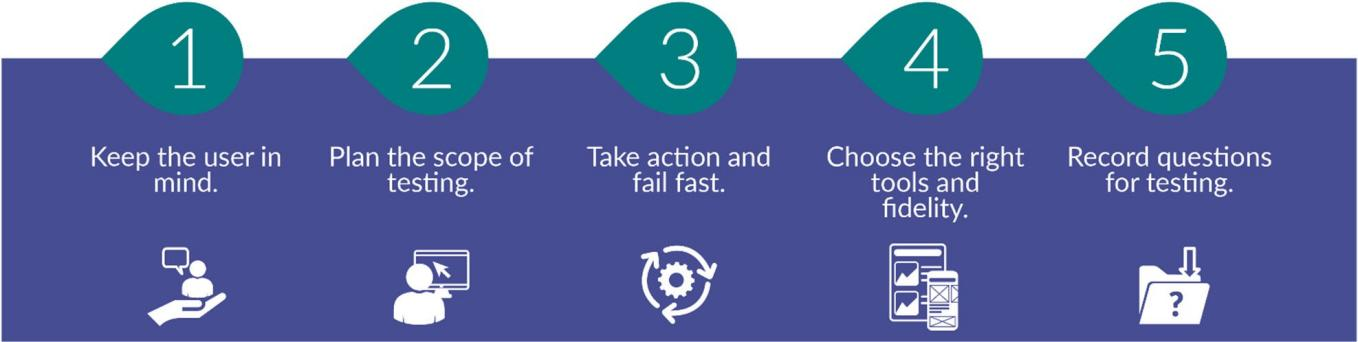 1
Keep the user in
mind.
2
Plan the scope of
testing.
3
Take action and
fail fast.
4
Choose the right
tools and
fidelity.
5
Record questions
for testing.
?